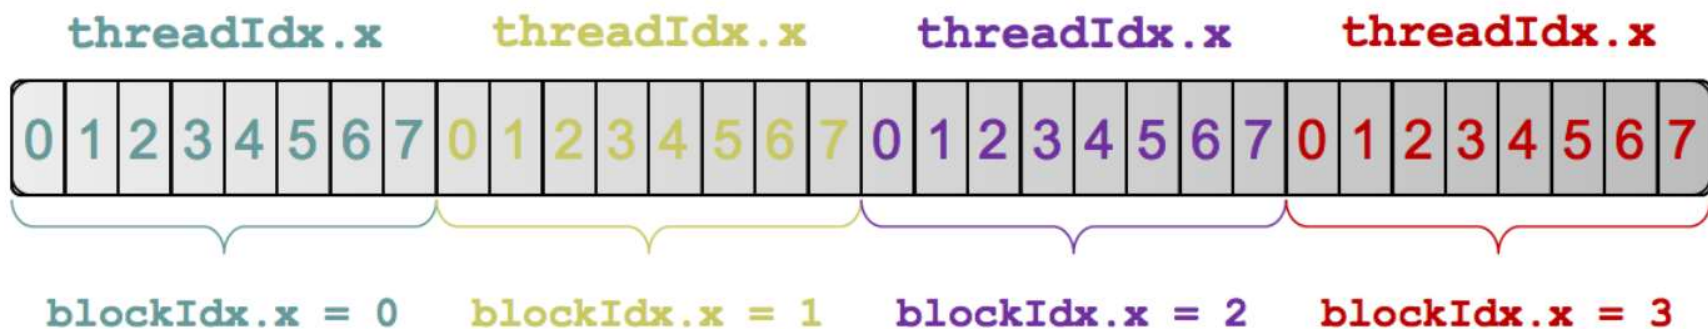 threadIdx.x threadIdx.x threadIdx.x threadIdx.x
0 1 2 3 4 5 6 7 0 1 2 3 4 5 6 7 0 1 2 3 4 5 6 7 0 1 2 3 4 5 6 7
blockIdx.x = 0 blockIdx.x = 1 blockIdx.x = 2 blockIdx.x = 3